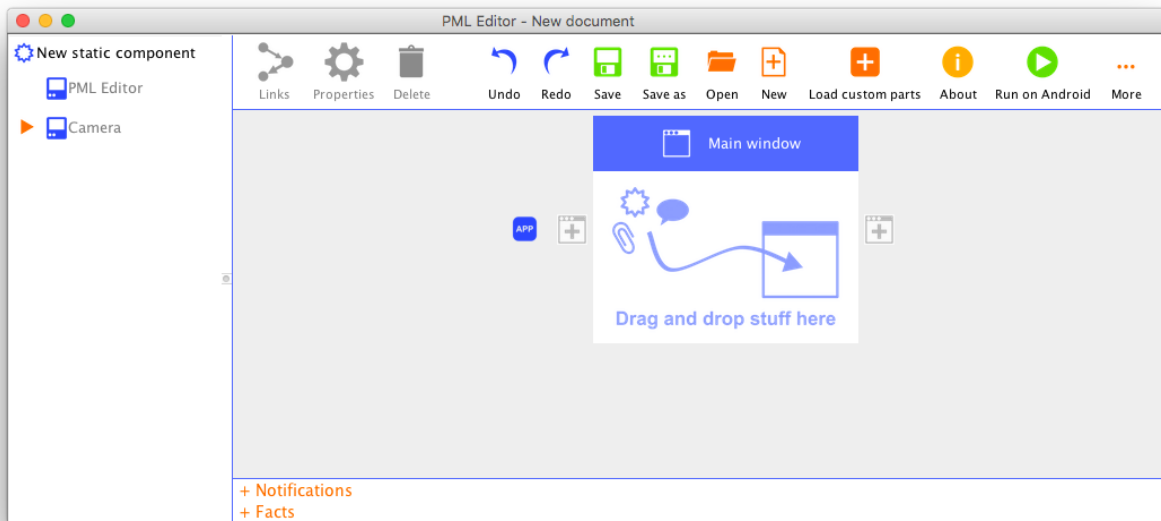 PML Editor - New document
New static component
PML Editor
Camera
Links Properties Delete Undo Redo Save Save as Open New Load custom parts About Run on Android More
Main window
APP
Drag and drop stuff here
+ Notifications
+ Facts